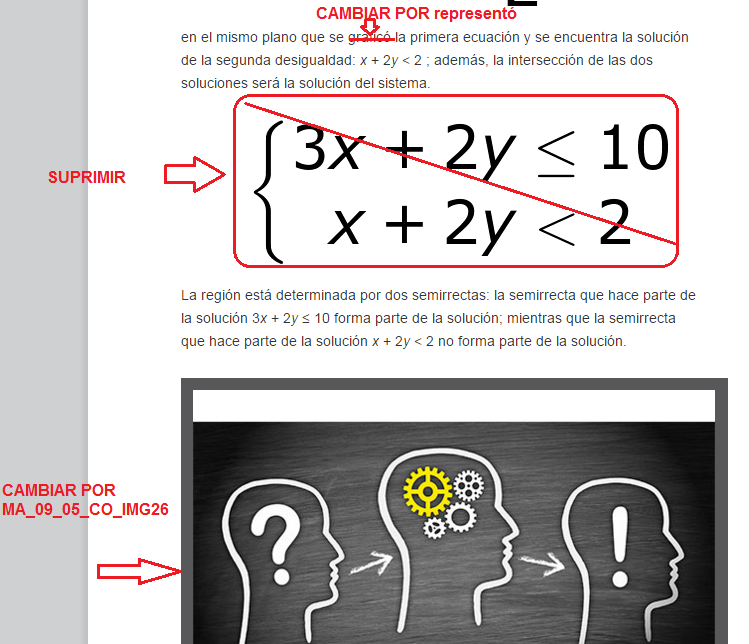 CAMBIAR POR representó
en el mismo plano que se graficó la primera ecuación y se encuentra la solución
de la segunda desigualdad: x + 2y < 2 ; además, la intersección de las dos
soluciones será la solución del sistema.
3x + 2y ≤ 10
x + 2y < 2
SUPRIMIR
La región está determinada por dos semirrectas: la semirrecta que hace parte de
la solución 3x + 2y ≤ 10 forma parte de la solución; mientras que la semirrecta
que hace parte de la solución x + 2y < 2 no forma parte de la solución.
CAMBIAR POR
MA_09_05_CO_IMG26
?
!